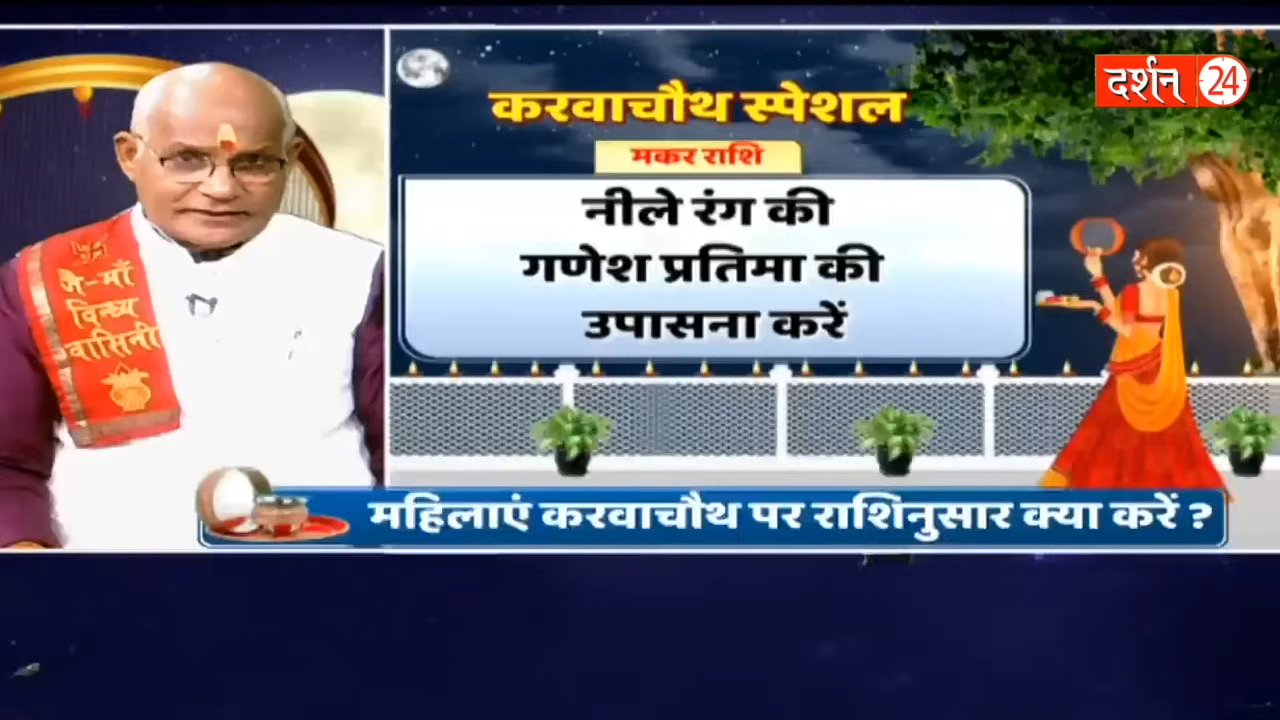 दर्शन 24
करवाचौथ स्पेशल
मकर राशि
नीले रंग की
गणेश प्रतिमा की
उपासना करें
जै-माँ
विन्ध्य
वासिनी
महिलाएं करवाचौथ पर राशिनुसार क्या करें ?